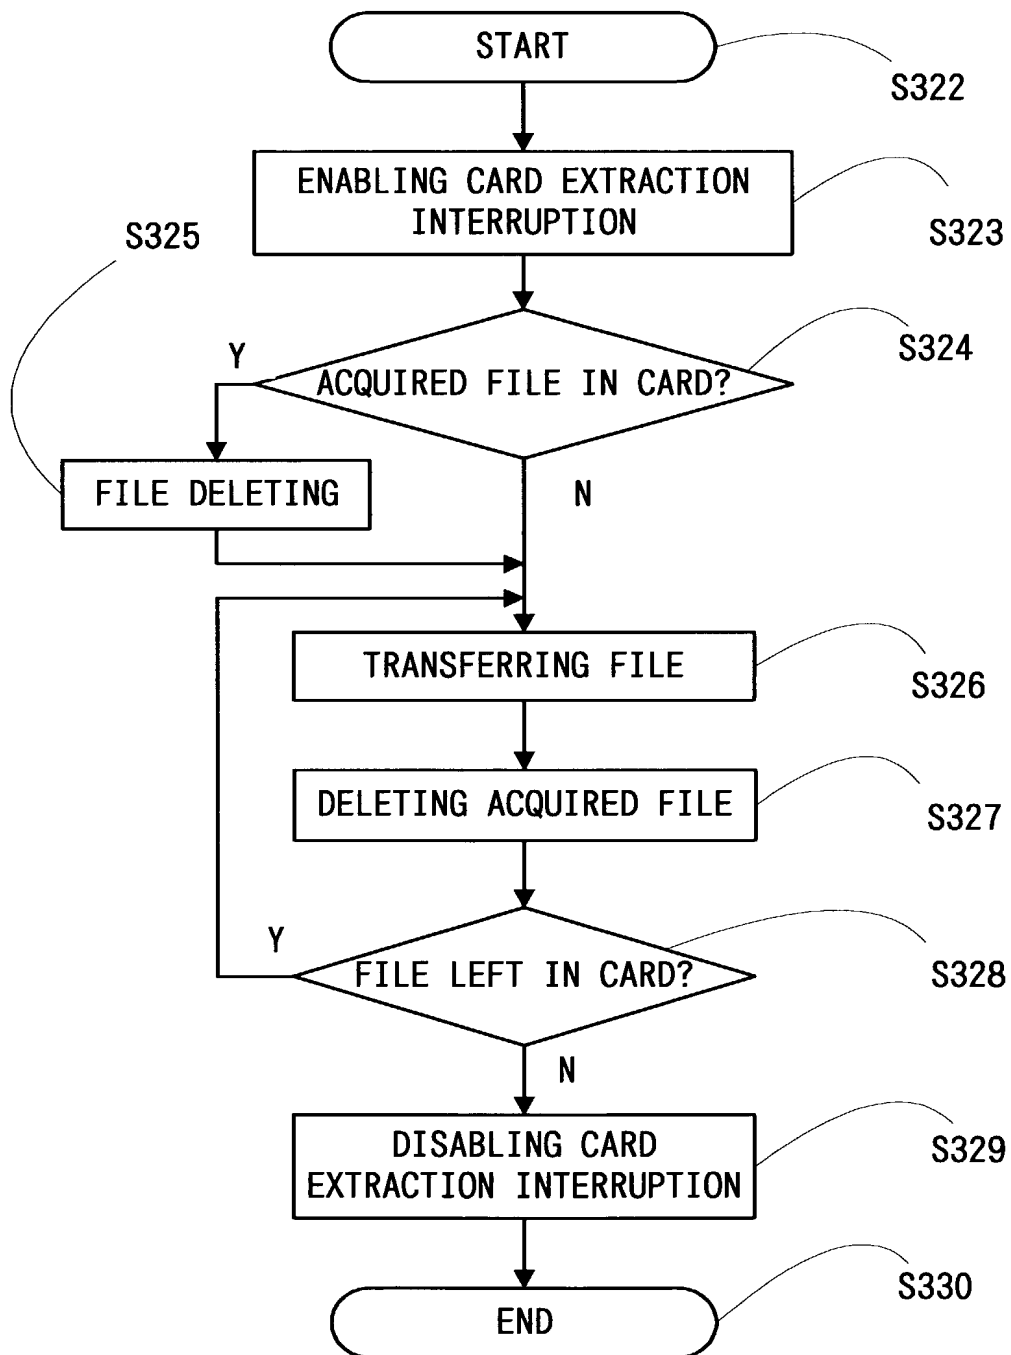 START
S322
ENABLING CARD EXTRACTION
INTERRUPTION
S323
S325
S324
Y
ACQUIRED FILE IN CARD?
FILE DELETING
N
TRANSFERRING FILE
S326
DELETING ACQUIRED FILE
S327
Y
FILE LEFT IN CARD?
S328
N
DISABLING CARD
EXTRACTION INTERRUPTION
S329
S330
END